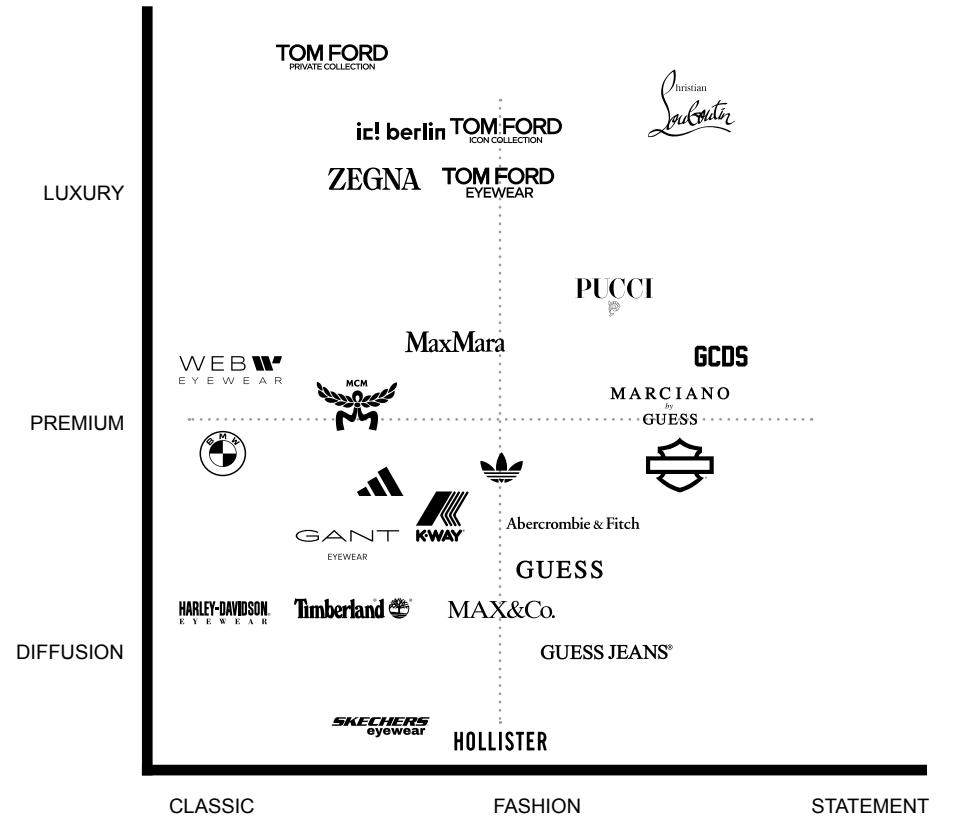 TOM FORD
PRIVATE COLLECTION
Christian
Louboutin
ic! berlin
TOM FORD
ICON COLLECTION
ZEGNA
TOM FORD
EYEWEAR
LUXURY
PUCCI
MaxMara
GCDS
WEB
EYEWEAR
MCM
MARCIANO
by
GUESS
PREMIUM
BMW
K-WAY
Abercrombie & Fitch
GANT
EYEWEAR
GUESS
HARLEY-DAVIDSON
EYEWEAR
Timberland
MAX&Co.
DIFFUSION
GUESS JEANS®
SKECHERS
eyewear
HOLLISTER
CLASSIC
FASHION
STATEMENT